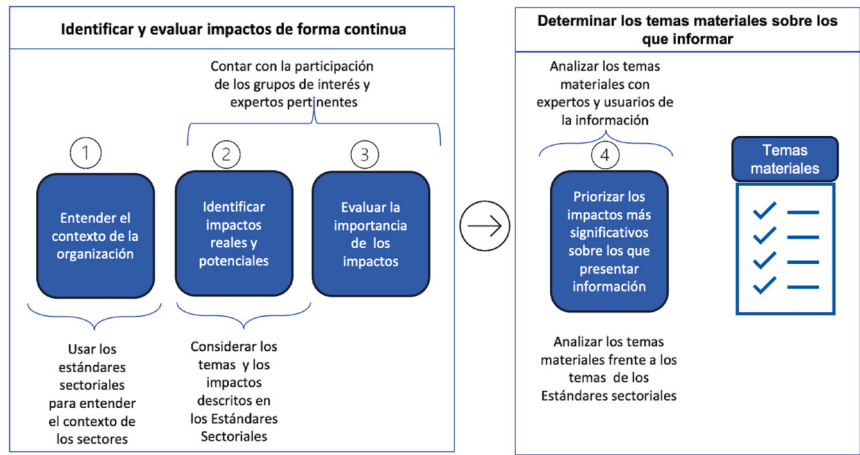 Identificar y evaluar impactos de forma continua
Contar con la participación
de los grupos de interés y
expertos pertinentes
1
2
3
Entender el
contexto de la
organización
Identificar
impactos
reales y
potenciales
Evaluar la
importancia
de los
impactos
Usar los
estándares
sectoriales
para entender
el contexto de
los sectores
Considerar los
temas y los
impactos
descritos en
los Estándares
Sectoriales
Determinar los temas materiales sobre los
que informar
Analizar los temas
materiales con
expertos y usuarios de
la información
4
Priorizar los
impactos más
significativos
sobre los que
presentar
información
Analizar los temas
materiales frente a los
temas de los
Estándares sectoriales
Temas
materiales